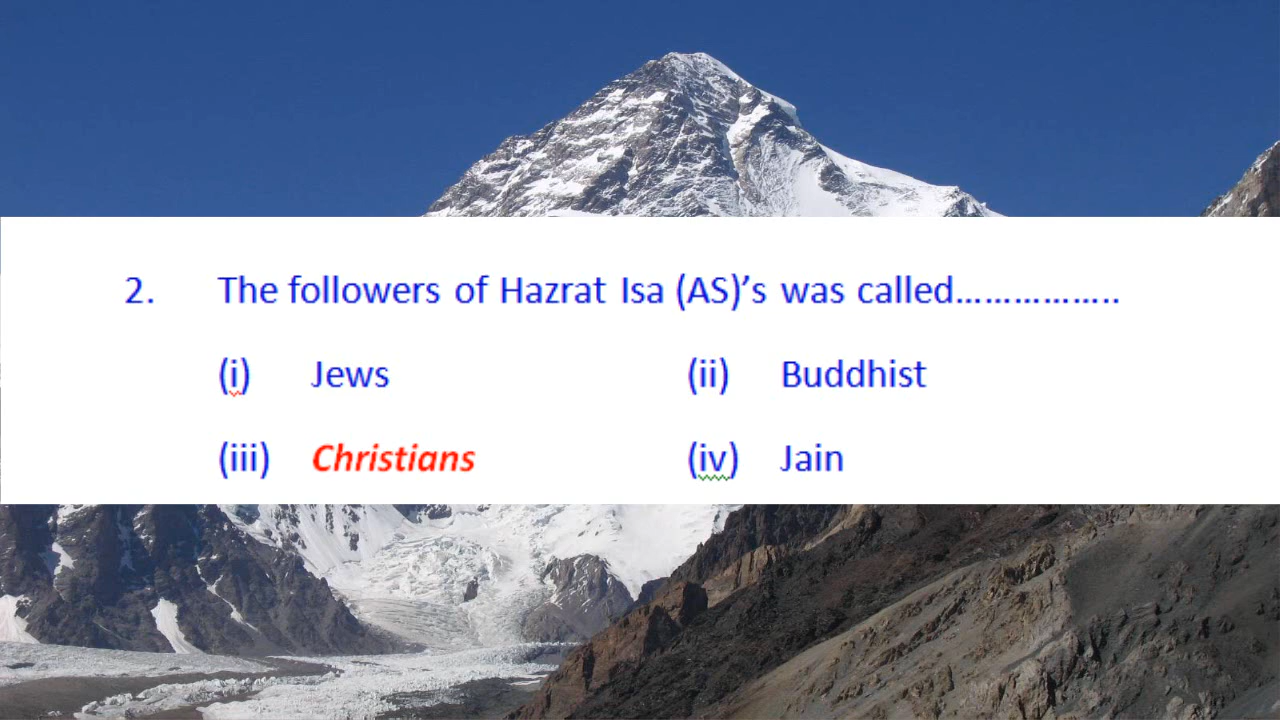 2. The followers of Hazrat Isa (AS)’s was called……………..
(i) Jews (ii) Buddhist
(iii) Christians (iv) Jain